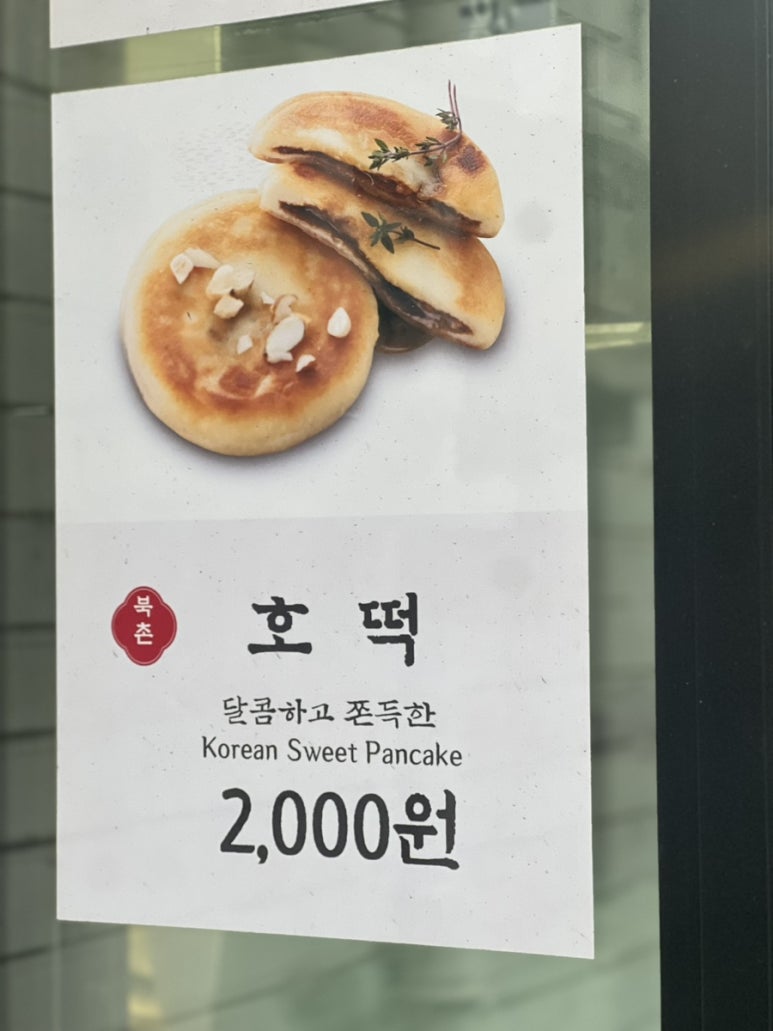 북
촌
호 떡
달콤하고 쫀득한
Korean Sweet Pancake
2,000원